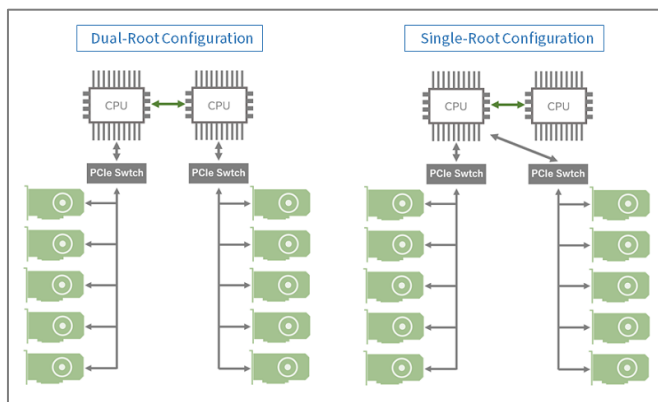 Dual-Root Configuration
Single-Root Configuration
CPU
CPU
CPU
CPU
PCIe Swtch
PCIe Swtch
PCIe Swtch
PCIe Swtch